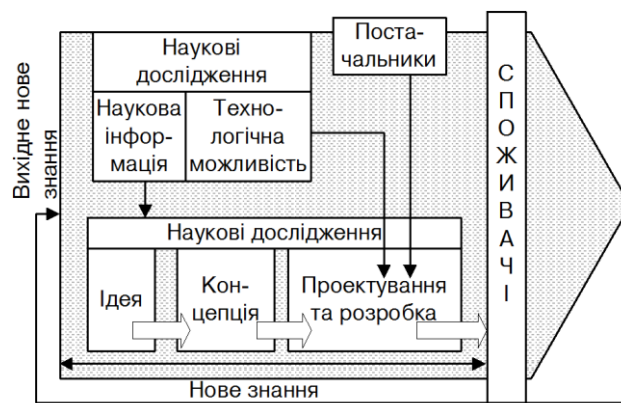 Наукові
дослідження
Поста-
чальники
Наукова
інфор-
мація
Техно-
логічна
можливість
Вихідне нове
знання
Наукові дослідження
Ідея
Кон-
цепція
Проектування
та розробка
СПОЖИВАЧІ
Нове знання